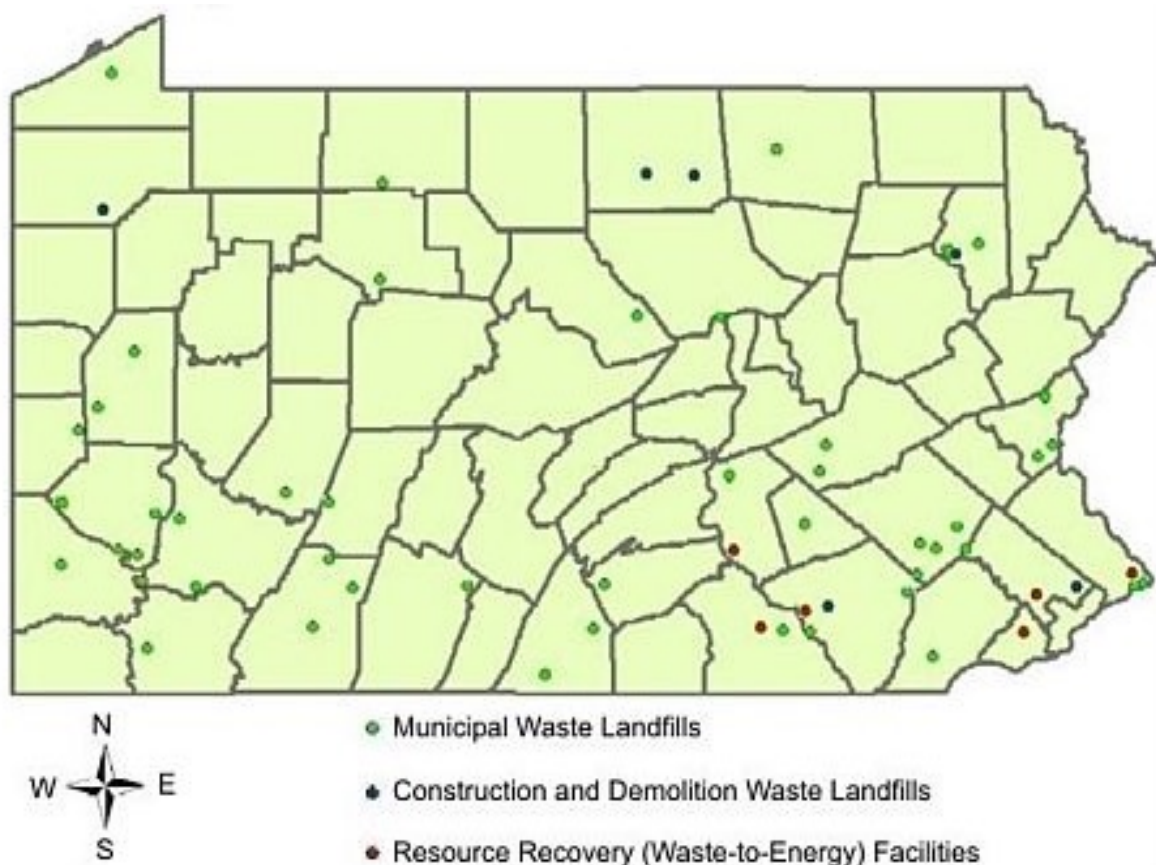 N
W E
S
Municipal Waste Landfills
Construction and Demolition Waste Landfills
Resource Recovery (Waste-to-Energy) Facilities